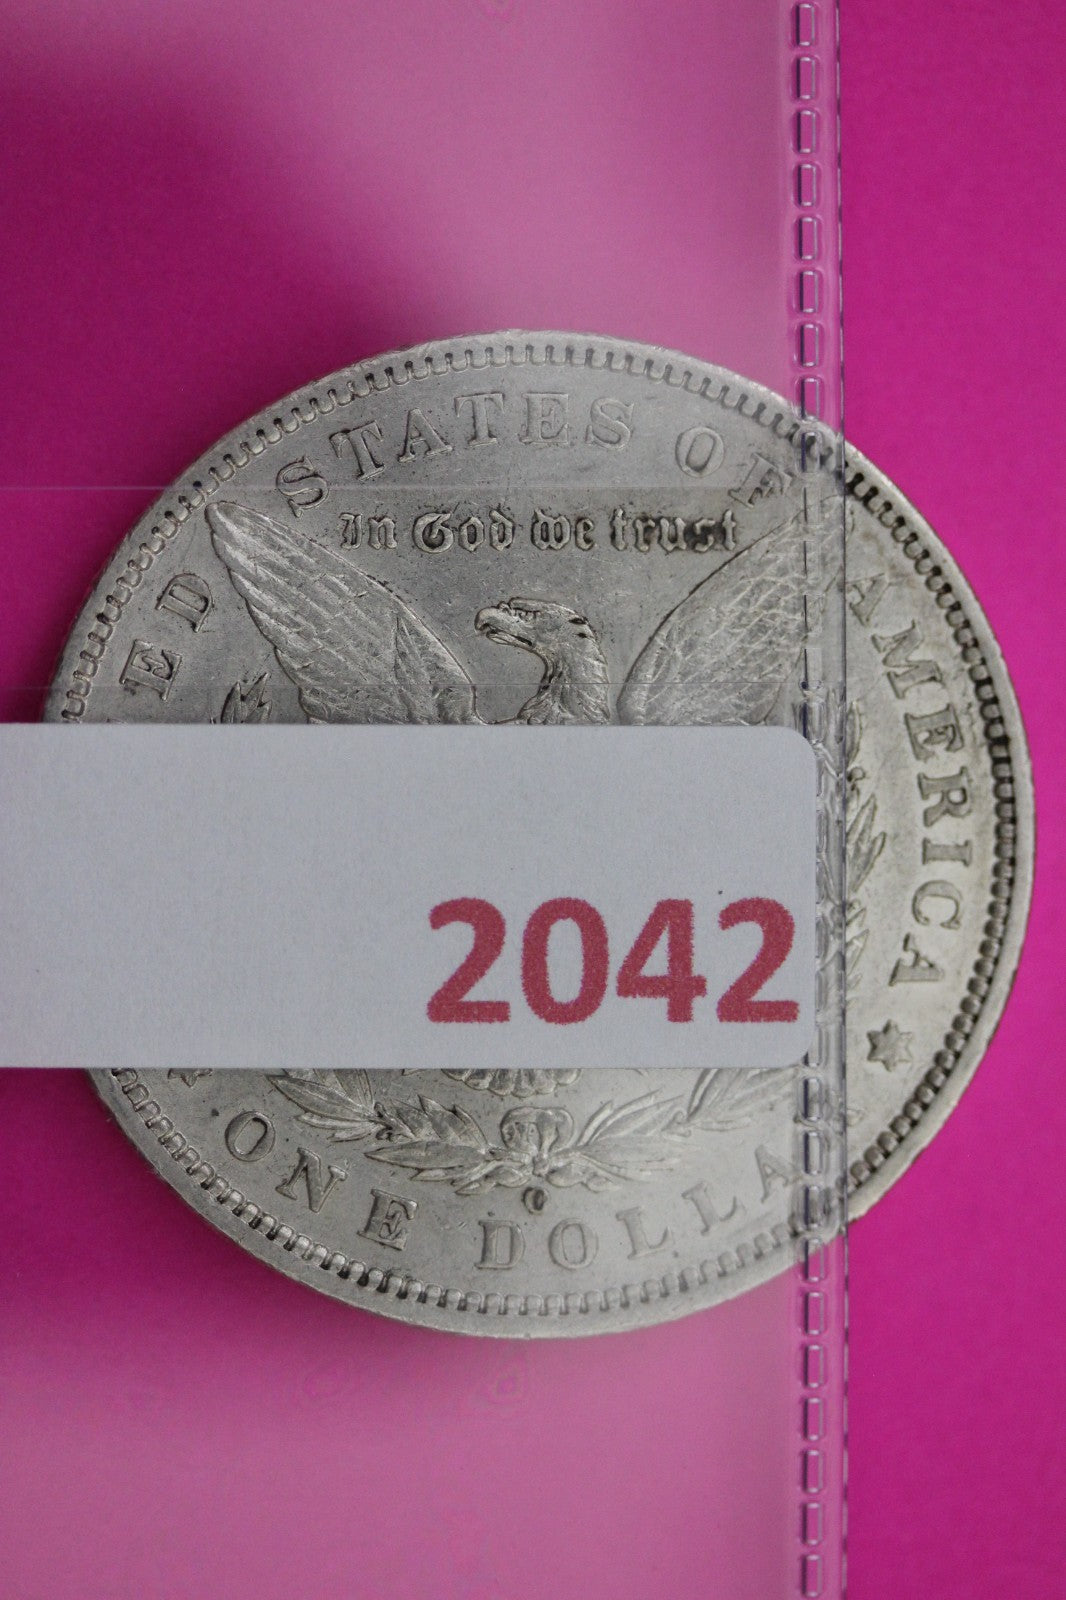 ED STATES OF AMERICA
In God we trust
2042
O
ONE DOLLA